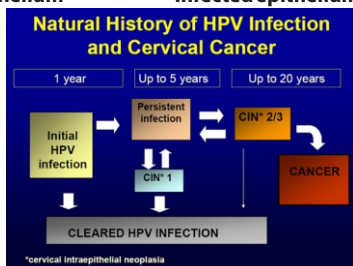 Natural History of HPV Infection
and Cervical Cancer
1 year
Up to 5 years
Up to 20 years
Initial
HPV
infection
Persistent
infection
CIN* 2/3
CIN* 1
CANCER
CLEARED HPV INFECTION
*cervical intraepithelial neoplasia